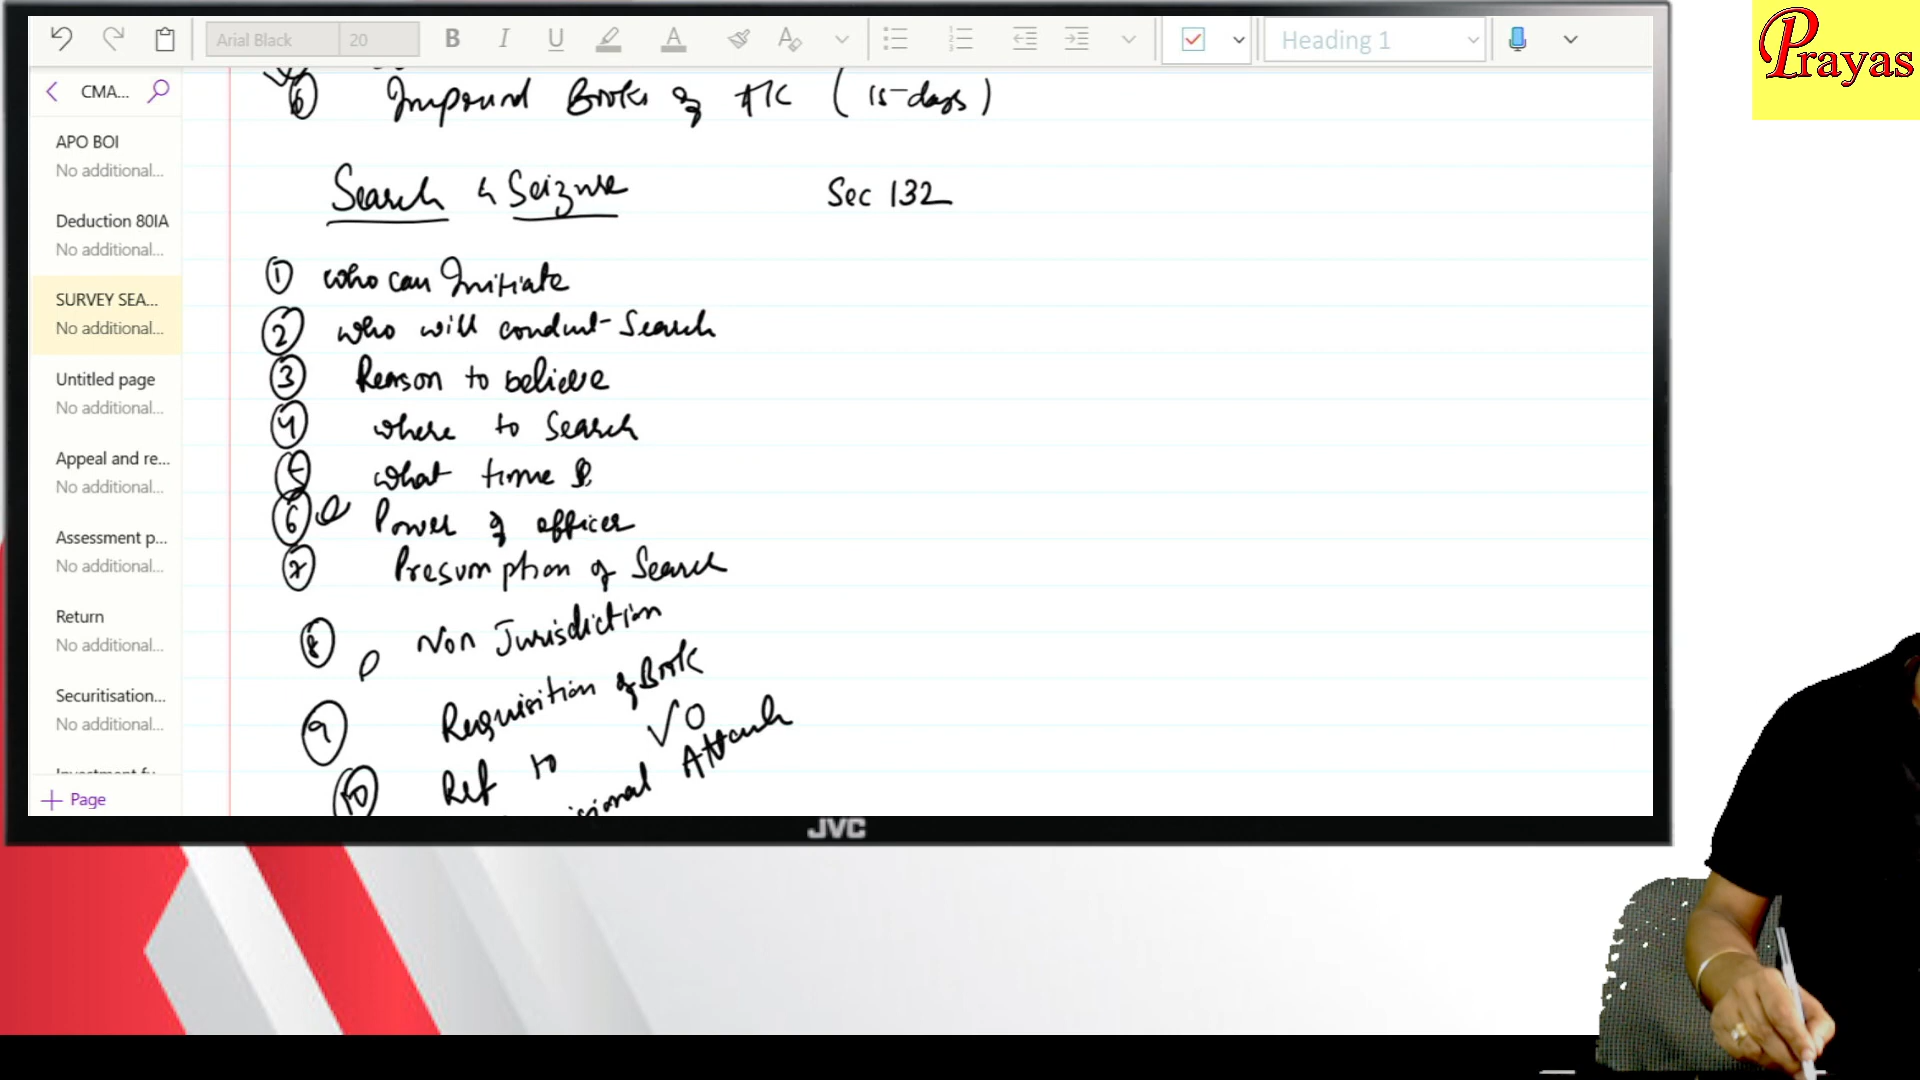 Prayas
Arial Black 20 B I U A A Heading 1
CMA...
APO BOI
No additional...
Deduction 80IA
No additional...
SURVEY SEA...
No additional...
Untitled page
No additional...
Appeal and re...
No additional...
Assessment p...
No additional...
Return
No additional...
Securitisation...
No additional...
+ Page
6 Impound Books of A/C (15-days)
Search & Seizure Sec 132
1 who can Initiate
2 who will conduct Search
3 Reason to believe
4 where to Search
5 what time
6 Power of officer
7 Presumption of Search
8 Non Jurisdiction
9 Requisition of Book
10 Ref to VO
Attach
JVC